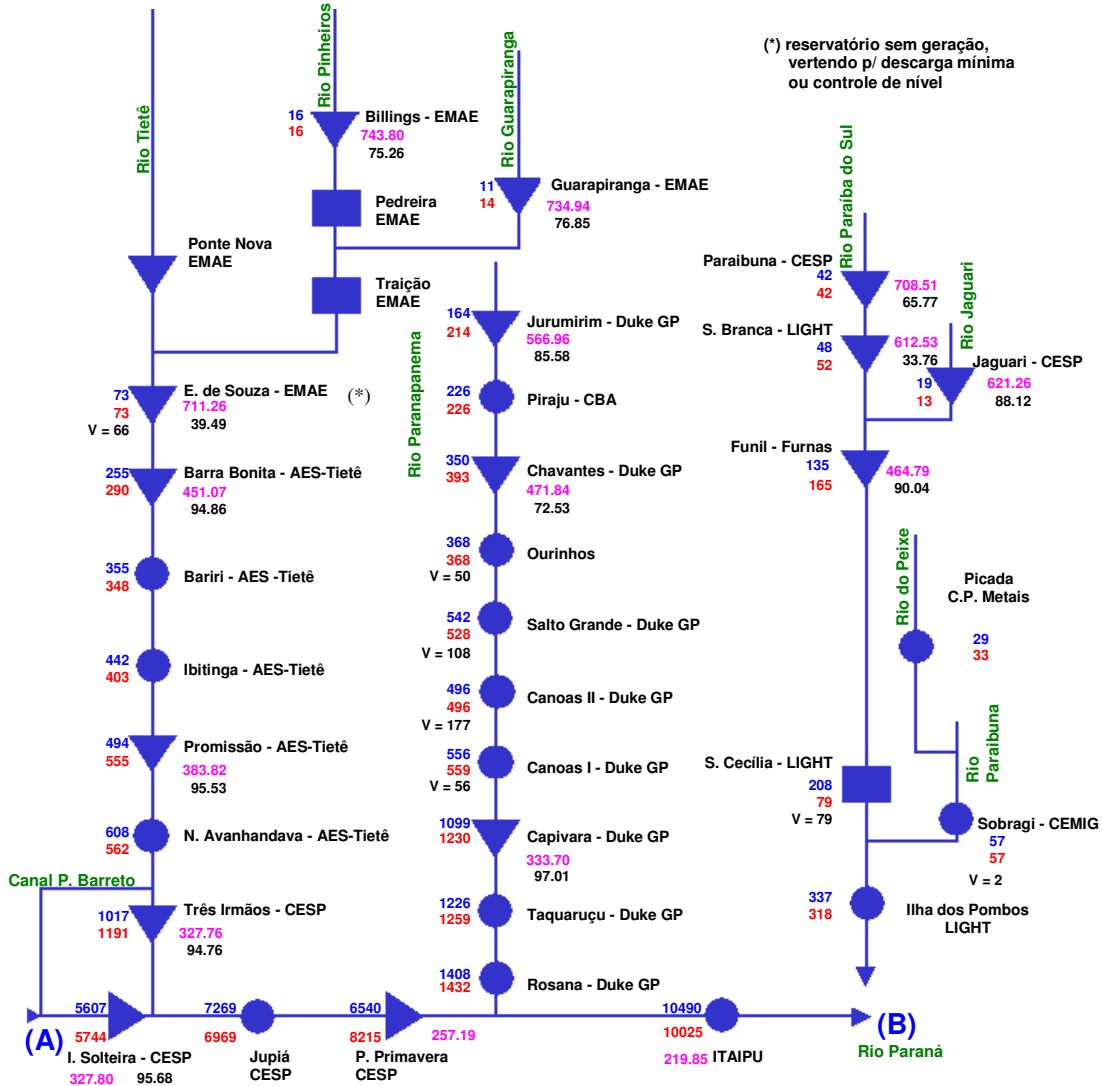 (*) reservatório sem geração,
vertendo p/ descarga mínima
ou controle de nível
Rio Tietê
Rio Pinheiros
Rio Guarapiranga
16
16
Billings - EMAE
743.80
75.26
Pedreira
EMAE
11
14
Guarapiranga - EMAE
734.94
76.85
Ponte Nova
EMAE
Traição
EMAE
73
73
V = 66
E. de Souza - EMAE
(*)
711.26
39.49
255
290
Barra Bonita - AES-Tietê
451.07
94.86
355
348
Bariri - AES -Tietê
442
403
Ibitinga - AES-Tietê
494
555
Promissão - AES-Tietê
383.82
95.53
608
562
N. Avanhandava - AES-Tietê
Canal P. Barreto
1017
1191
Três Irmãos - CESP
327.76
94.76
Rio Paranapanema
164
214
Jurumirim - Duke GP
566.96
85.58
226
226
Piraju - CBA
350
393
Chavantes - Duke GP
471.84
72.53
368
368
V = 50
Ourinhos
542
528
V = 108
Salto Grande - Duke GP
496
496
V = 177
Canoas II - Duke GP
556
559
V = 56
Canoas I - Duke GP
1099
1230
Capivara - Duke GP
333.70
97.01
1226
1259
Taquaruçu - Duke GP
1408
1432
Rosana - Duke GP
Rio Paraíba do Sul
Paraibuna - CESP
42
42
708.51
65.77
S. Branca - LIGHT
48
52
612.53
33.76
Rio Jaguari
Jaguari - CESP
19
13
621.26
88.12
Funil - Furnas
135
165
464.79
90.04
Rio do Peixe
Picada
C.P. Metais
29
33
Rio
Paraibuna
S. Cecília - LIGHT
208
79
V = 79
Sobragi - CEMIG
57
57
V = 2
337
318
Ilha dos Pombos
LIGHT
(A)
5607
5744
I. Solteira - CESP
327.80
95.68
7269
6969
Jupiá
CESP
6540
8215
257.19
P. Primavera
CESP
10490
10025
219.85
ITAIPU
(B)
Rio Paraná